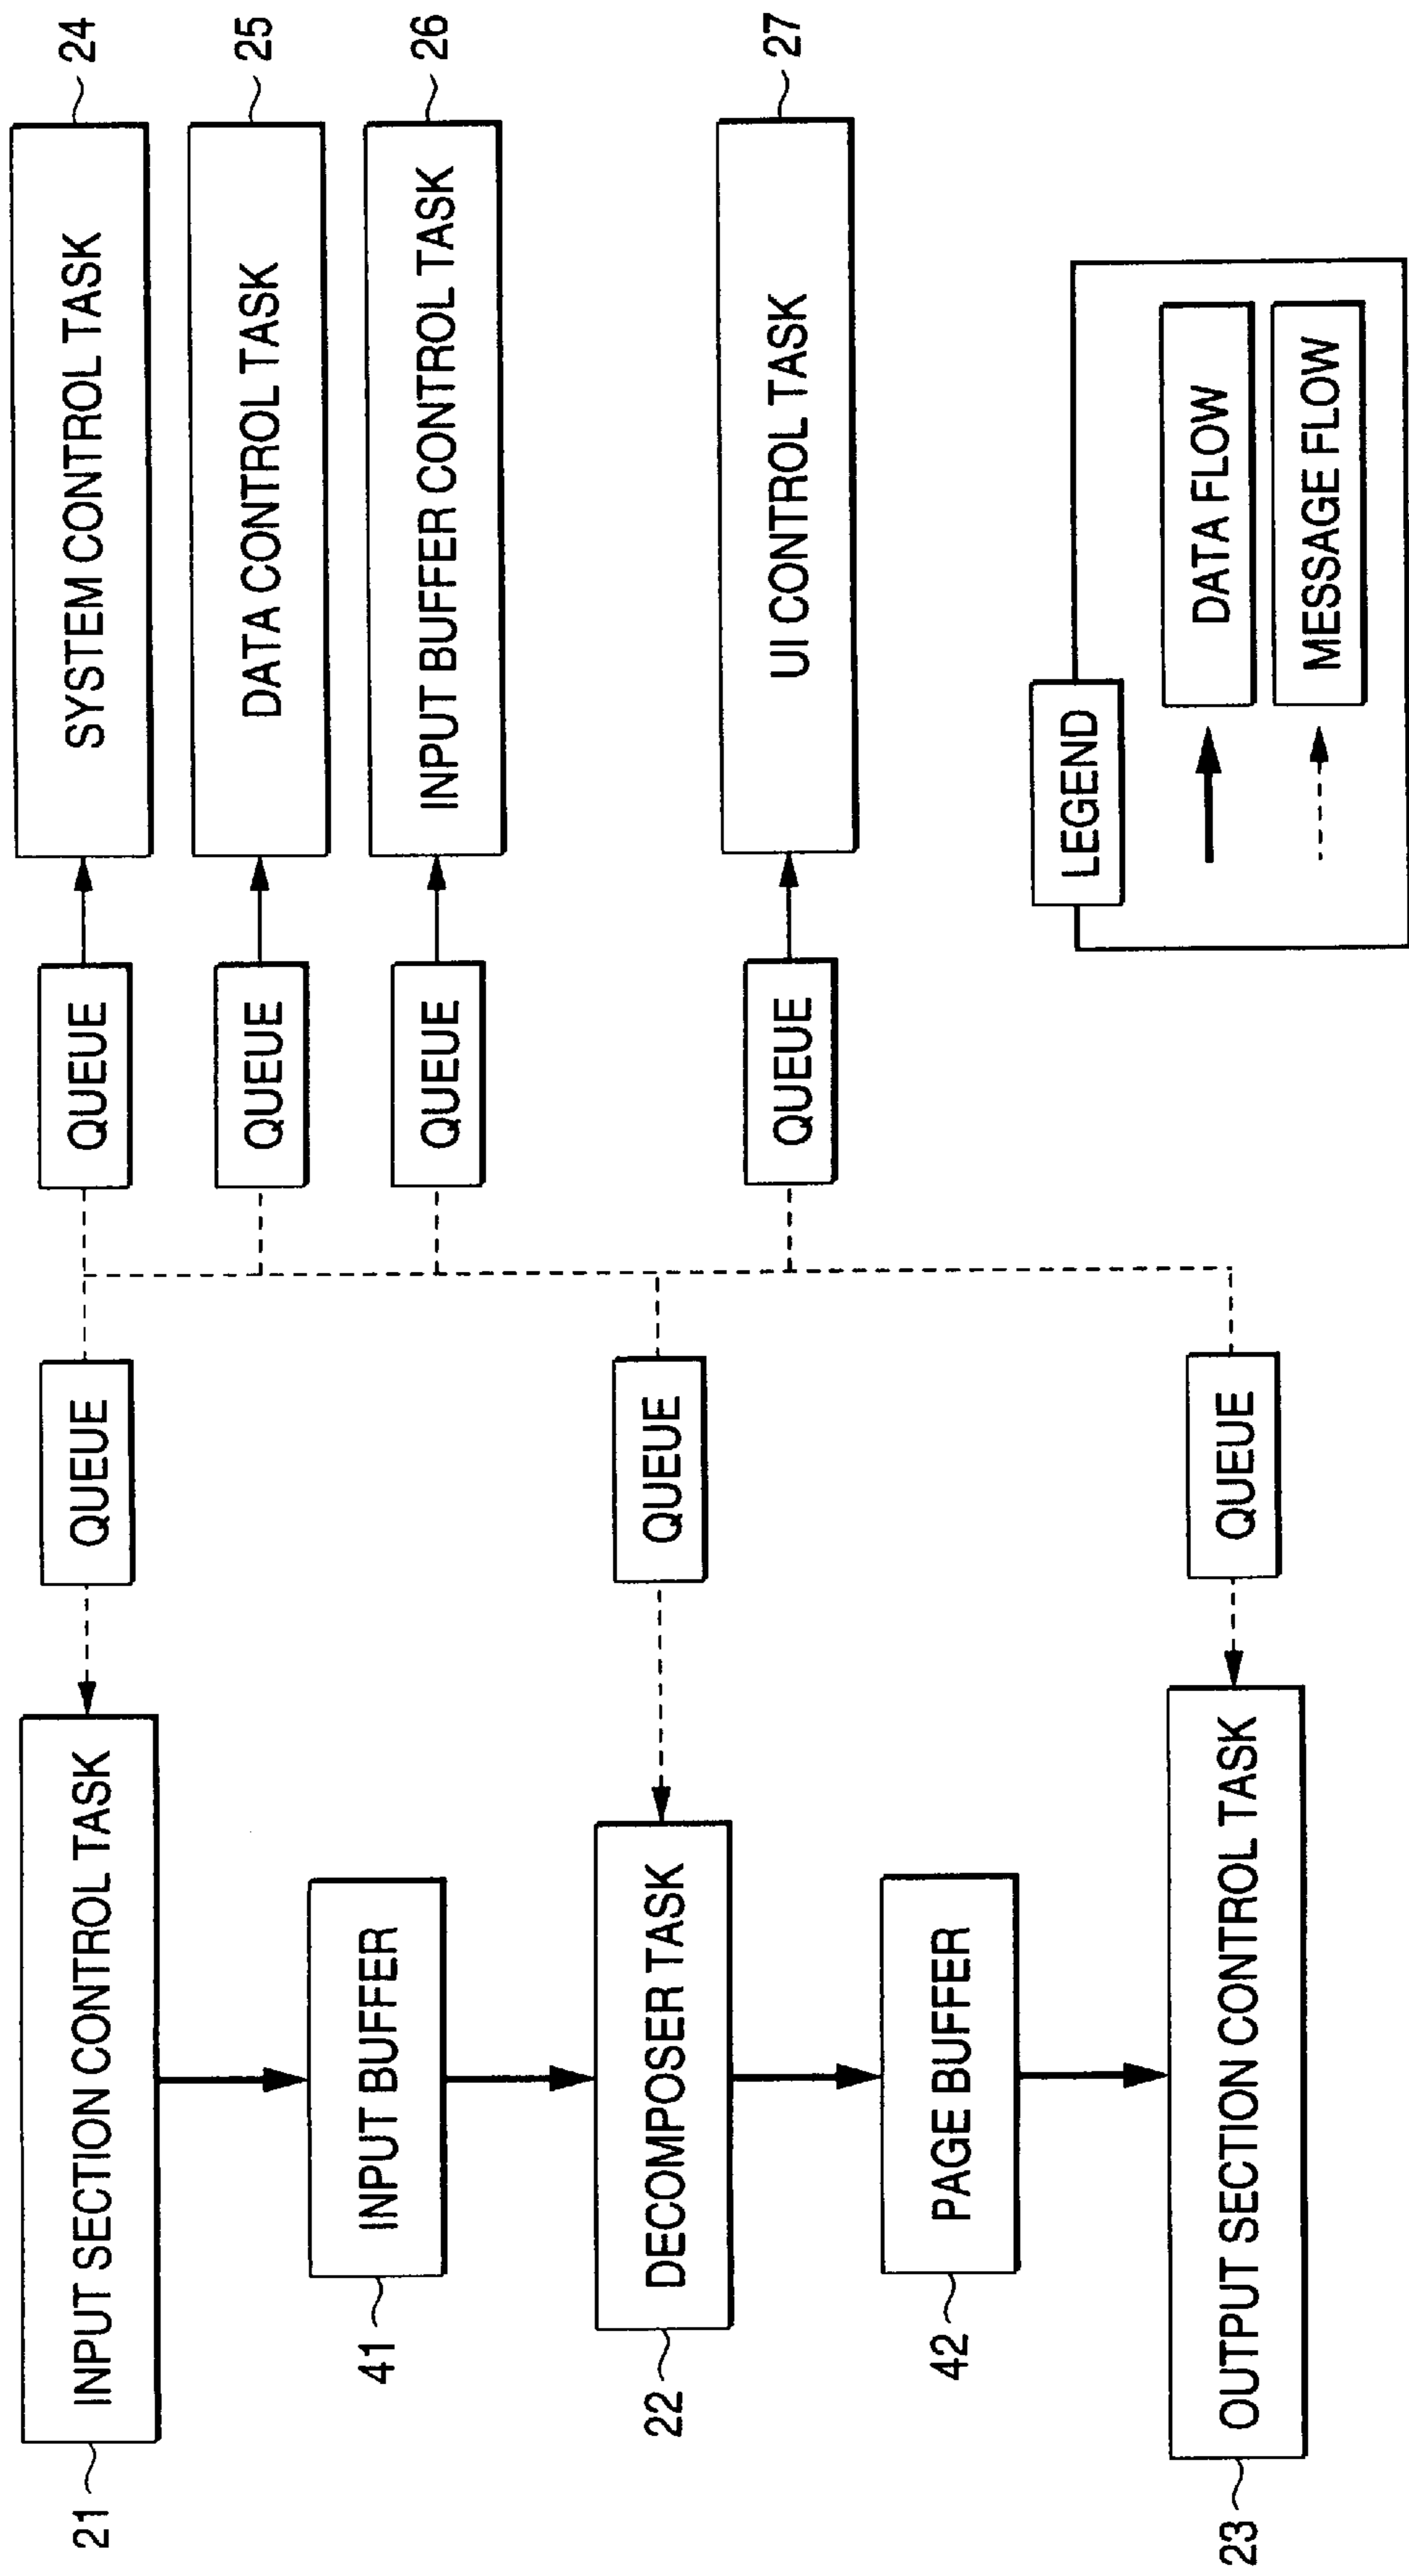 21
INPUT SECTION CONTROL TASK
QUEUE
QUEUE
SYSTEM CONTROL TASK
24
QUEUE
DATA CONTROL TASK
25
41
INPUT BUFFER
QUEUE
INPUT BUFFER CONTROL TASK
26
22
DECOMPOSER TASK
QUEUE
QUEUE
UI CONTROL TASK
27
42
PAGE BUFFER
23
OUTPUT SECTION CONTROL TASK
QUEUE
LEGEND
DATA FLOW
MESSAGE FLOW